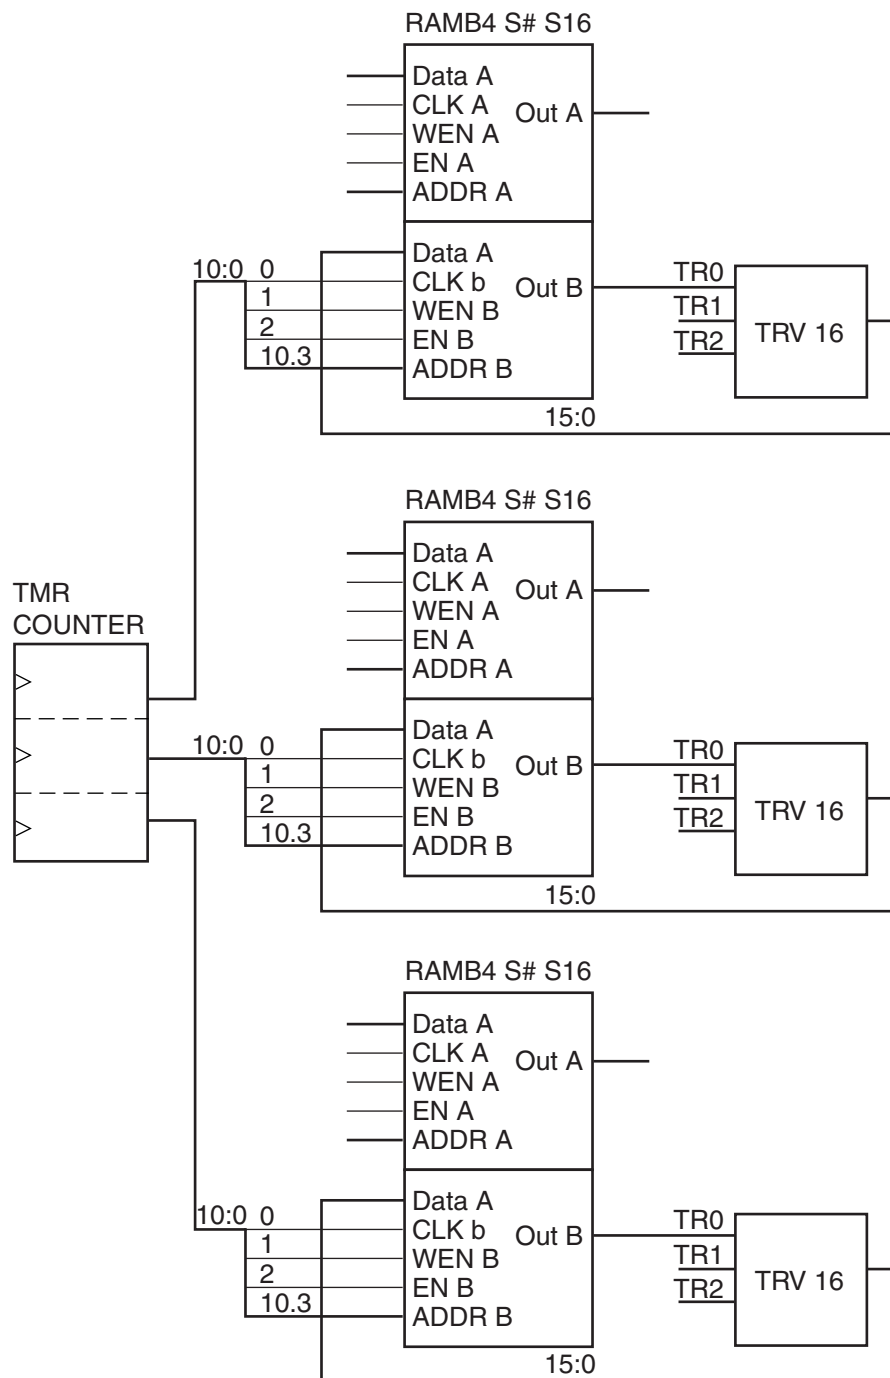 RAMB4 S# S16
Data A
CLK A
WEN A
EN A
ADDR A
Out A
10:0
0
1
2
10.3
Data A
CLK b
WEN B
EN B
ADDR B
Out B
15:0
TR0
TR1
TR2
TRV 16
RAMB4 S# S16
Data A
CLK A
WEN A
EN A
ADDR A
Out A
TMR
COUNTER
10:0
0
1
2
10.3
Data A
CLK b
WEN B
EN B
ADDR B
Out B
15:0
TR0
TR1
TR2
TRV 16
RAMB4 S# S16
Data A
CLK A
WEN A
EN A
ADDR A
Out A
10:0
0
1
2
10.3
Data A
CLK b
WEN B
EN B
ADDR B
Out B
15:0
TR0
TR1
TR2
TRV 16